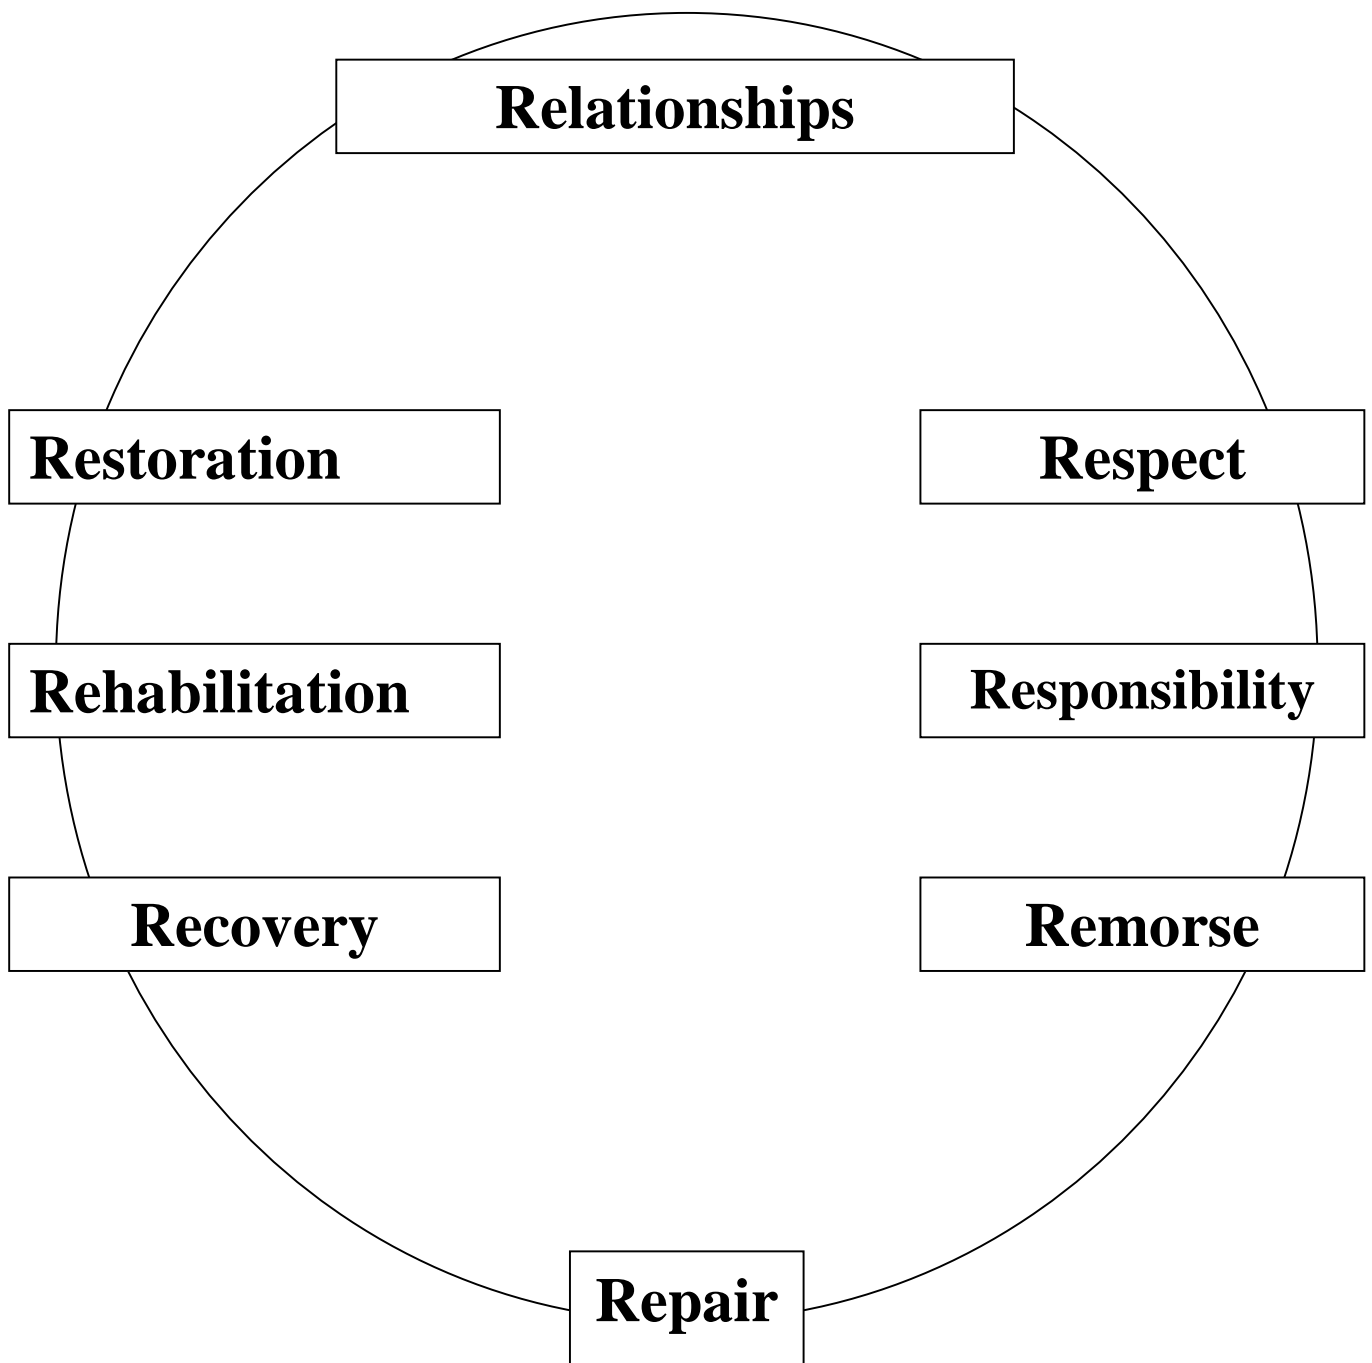 Relationships
Restoration
Respect
Rehabilitation
Responsibility
Recovery
Remorse
Repair